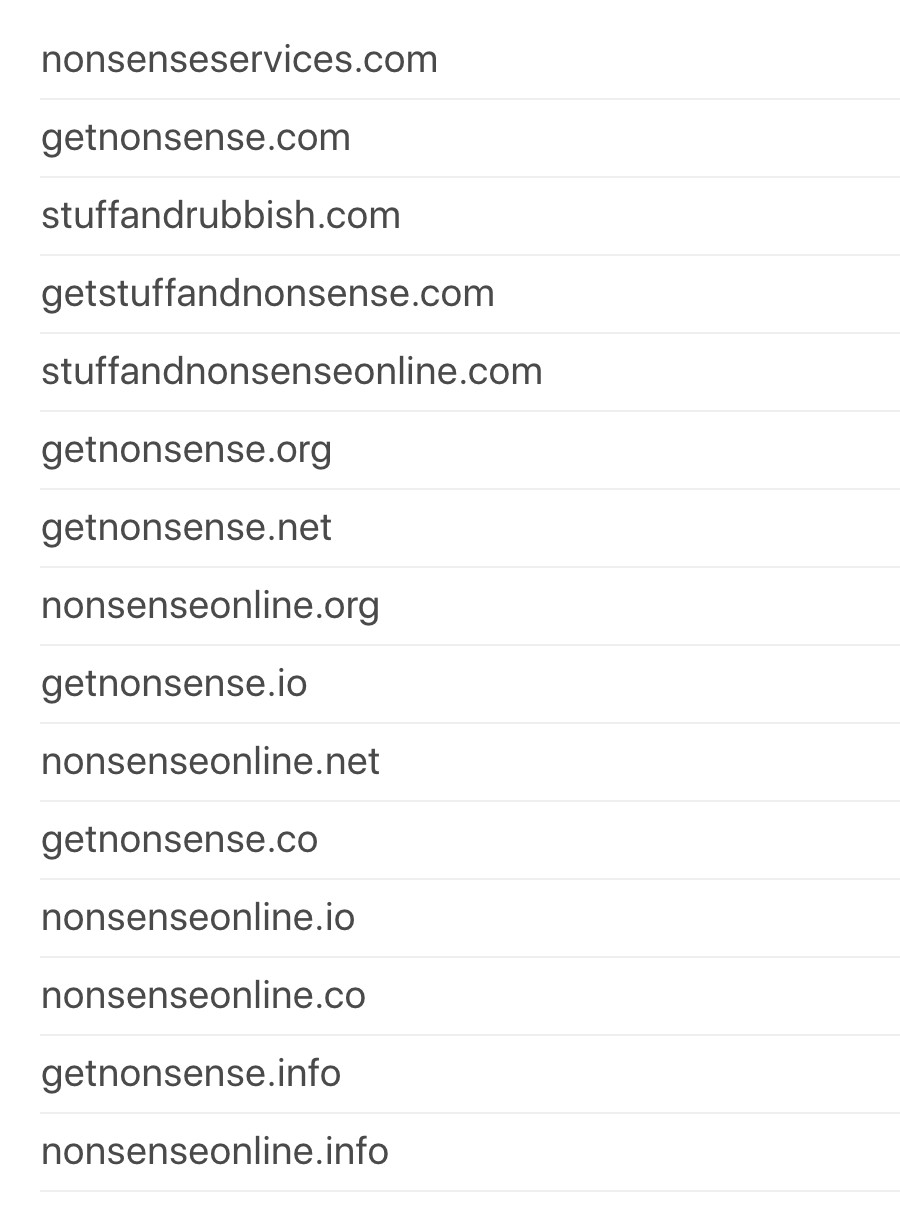 nonsenseservices.com
getnonsense.com
stuffandrubbish.com
getstuffandnonsense.com
stuffandnonsenseonline.com
getnonsense.org
getnonsense.net
nonsenseonline.org
getnonsense.io
nonsenseonline.net
getnonsense.co
nonsenseonline.io
nonsenseonline.co
getnonsense.info
nonsenseonline.info